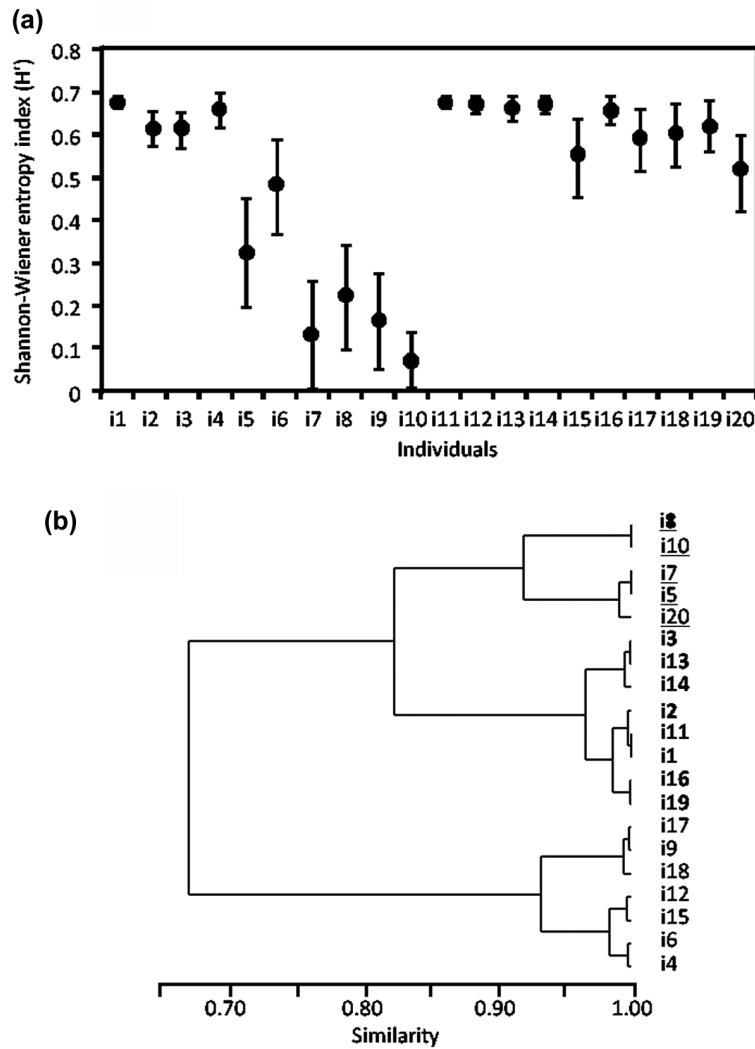 (a)
Shannon-Wiener entropy index (H')
0.8
0.7
0.6
0.5
0.4
0.3
0.2
0.1
0
i1 i2 i3 i4 i5 i6 i7 i8 i9 i10 i11 i12 i13 i14 i15 i16 i17 i18 i19 i20
Individuals
(b)
i8
i10
i7
i5
i20
i3
i13
i14
i2
i11
i1
i16
i19
i17
i9
i18
i12
i15
i6
i4
0.70 0.80 0.90 1.00
Similarity